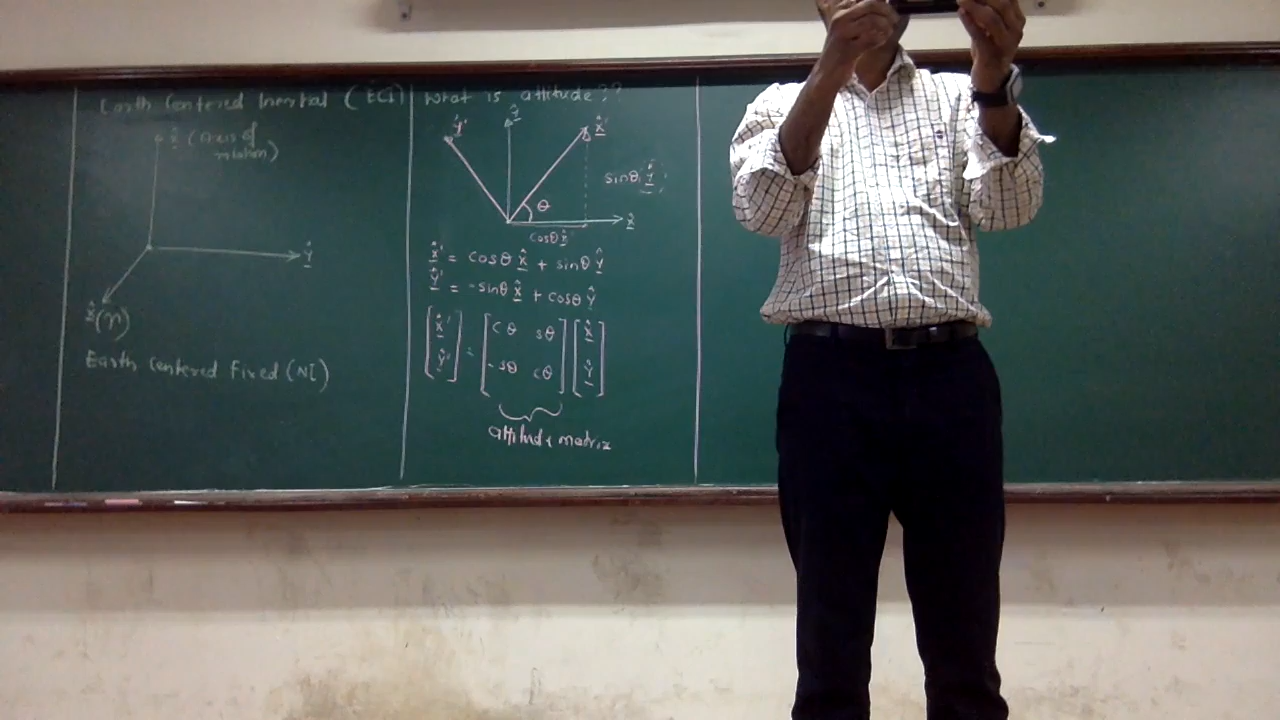 Earth Centered Inertial (ECI)
Ẑ (Axis of
rotation)
Ŷ
X̂ (♈)
Earth Centered Fixed (NI)
What is attitude??
Ŷ'
Ŷ
X̂'
sinθ Ŷ
θ
X̂
cosθ X̂
X̂' = cosθ X̂ + sinθ Ŷ
Ŷ' = -sinθ X̂ + cosθ Ŷ
[X̂' Ŷ'] = [cθ sθ -sθ cθ] [X̂ Ŷ]
attitude matrix